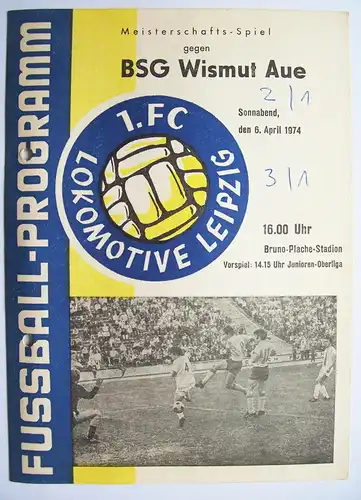 Meisterschafts-Spiel
gegen
BSG Wismut Aue
2/1
Sonnabend,
den 6. April 1974
3/1
16.00 Uhr
Bruno-Plache-Stadion
Vorspiel: 14.15 Uhr Junioren-Oberliga
1. FC
LOKOMOTIVE LEIPZIG
FUSSBALL-PROGRAMM
4